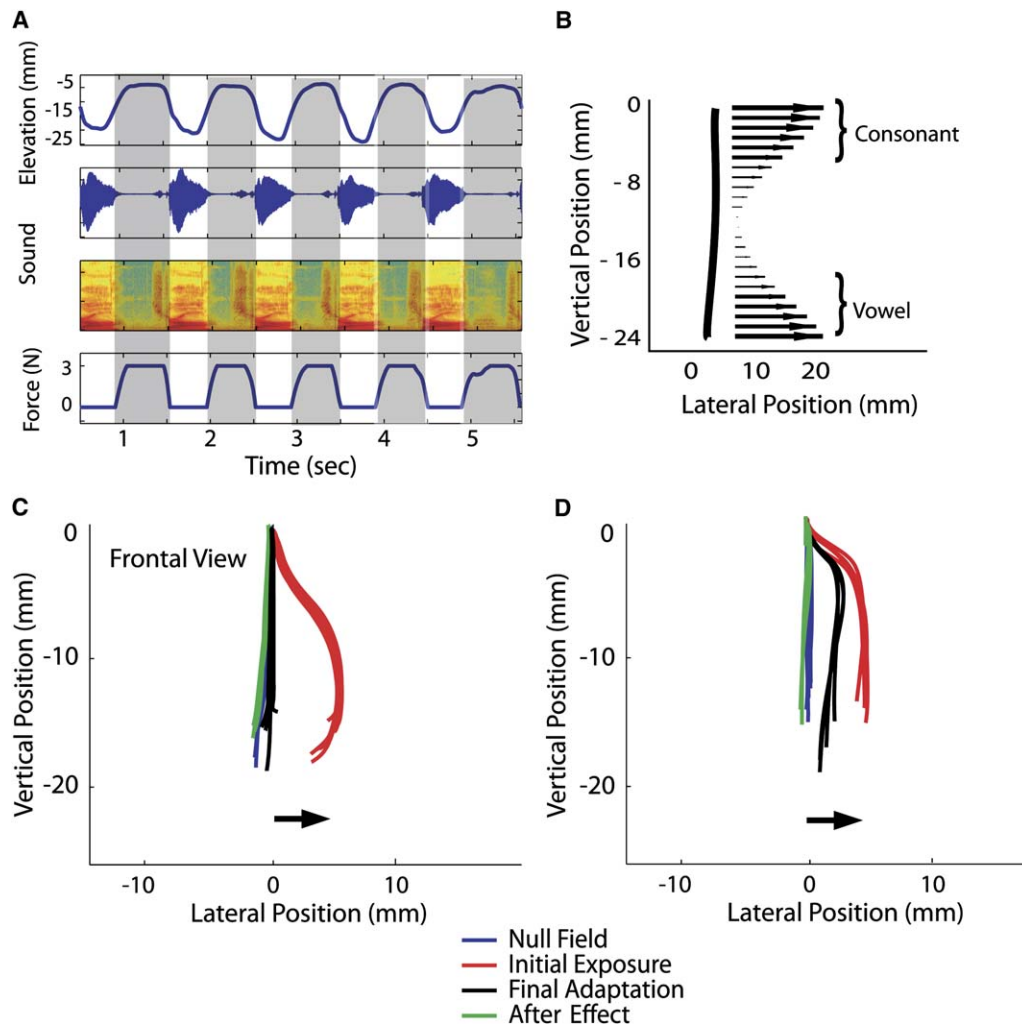 A
Elevation (mm)
-5
-15
-25
Sound
Force (N)
3
0
1 2 3 4 5
Time (sec)
B
Vertical Position (mm)
0
- 8
- 16
- 24
Consonant
Vowel
0 10 20
Lateral Position (mm)
C
Frontal View
Vertical Position (mm)
0
-10
-20
-10 0 10
Lateral Position (mm)
D
Vertical Position (mm)
0
-10
-20
-10 0 10
Lateral Position (mm)
Null Field
Initial Exposure
Final Adaptation
After Effect